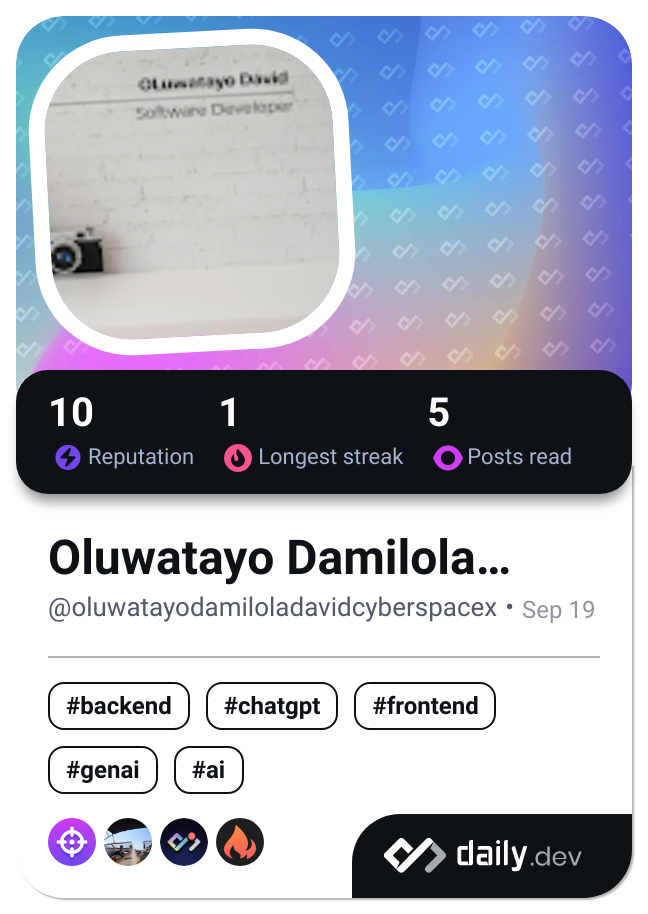 OLuwatayo David
Software Developer
10 1 5
Reputation Longest streak Posts read
Oluwatayo Damilola...
@oluwatayodamiloladavidcyberspacex • Sep 19
#backend #chatgpt #frontend
#genai #ai
daily.dev